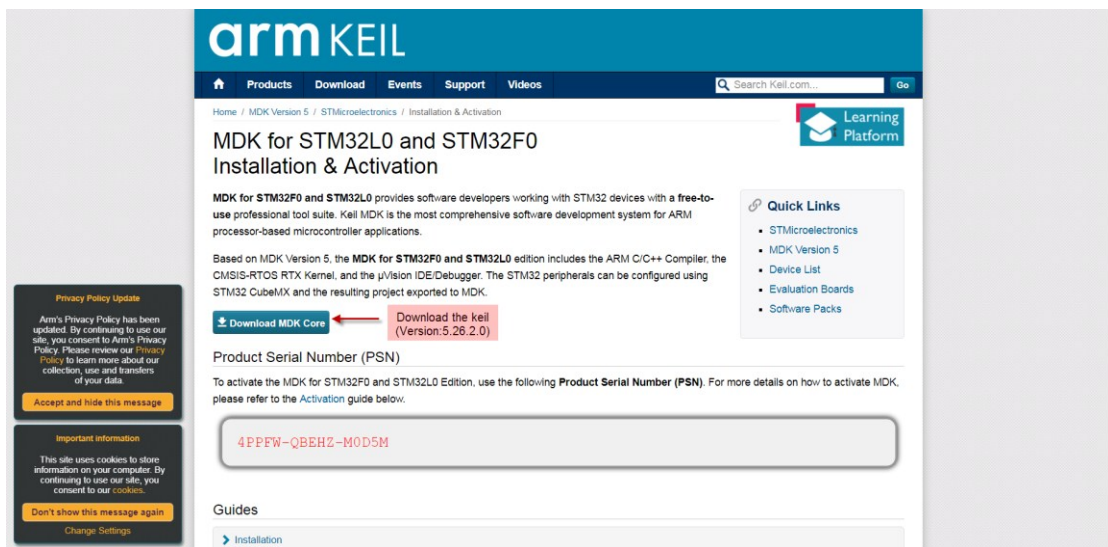 arm KEIL
Products Download Events Support Videos
Search Keil.com... Go
Home / MDK Version 5 / STMicroelectronics / Installation & Activation
Learning
Platform
MDK for STM32L0 and STM32F0
Installation & Activation
MDK for STM32F0 and STM32L0 provides software developers working with STM32 devices with a free-to-
use professional tool suite. Keil MDK is the most comprehensive software development system for ARM
processor-based microcontroller applications.
Based on MDK Version 5, the MDK for STM32F0 and STM32L0 edition includes the ARM C/C++ Compiler, the
CMSIS-RTOS RTX Kernel, and the µVision IDE/Debugger. The STM32 peripherals can be configured using
STM32 CubeMX and the resulting project exported to MDK.
Download MDK Core
Download the keil
(Version:5.26.2.0)
Quick Links
STMicroelectronics
MDK Version 5
Device List
Evaluation Boards
Software Packs
Product Serial Number (PSN)
To activate the MDK for STM32F0 and STM32L0 Edition, use the following Product Serial Number (PSN). For more details on how to activate MDK,
please refer to the Activation guide below.
4PPFW-QBEHZ-M0D5M
Guides
Installation
Privacy Policy Update
Arm's Privacy Policy has been
updated. By continuing to use our
site, you consent to Arm's Privacy
Policy. Please review our Privacy
Policy to learn more about our
collection, use and transfers
of your data.
Accept and hide this message
Important information
This site uses cookies to store
information on your computer. By
continuing to use our site, you
consent to our cookies.
Don't show this message again
Change Settings